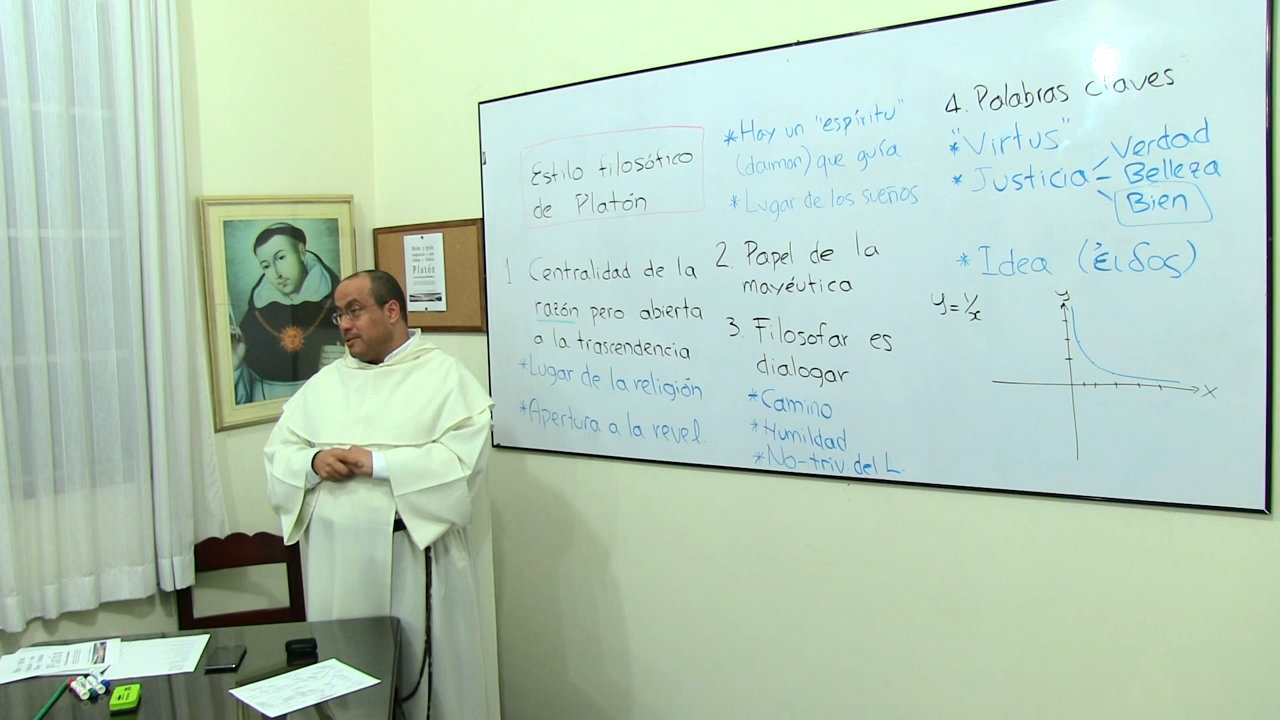 Estilo filosófico
de Platón
1 Centralidad de la
razón pero abierta
a la trascendencia
*Lugar de la religión
*Apertura a la revel.
*Hay un "espíritu"
(daimon) que guía
*Lugar de los sueños
2. Papel de la
mayéutica
3. Filosofar es
dialogar
*Camino
*Humildad
*No-triv. del L.
4. Palabras claves
*"Virtus"
*Justicia
Verdad
Belleza
Bien
*Idea (éιδos)
y=1/x
y
x
Platón